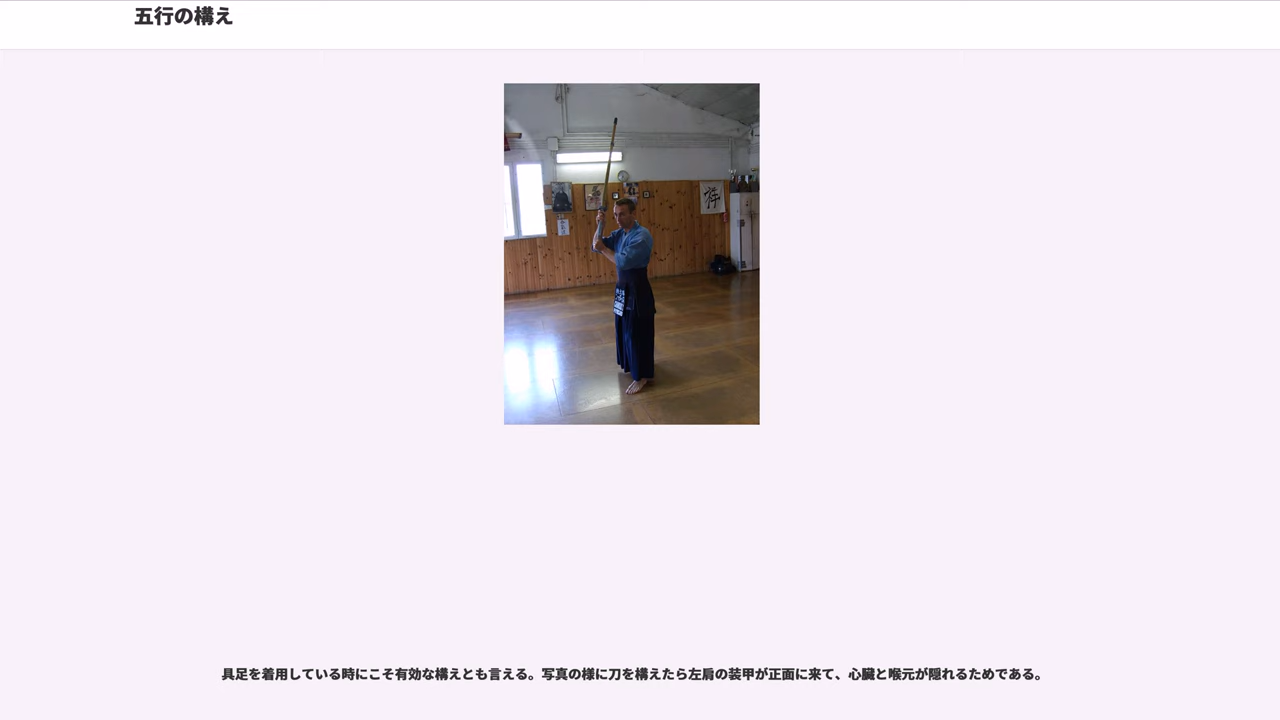 五行の構え
具足を着用している時にこそ有効な構えとも言える。写真の様に刀を構えたら左肩の装甲が正面に来て、心臓と喉元が隠れるためである。